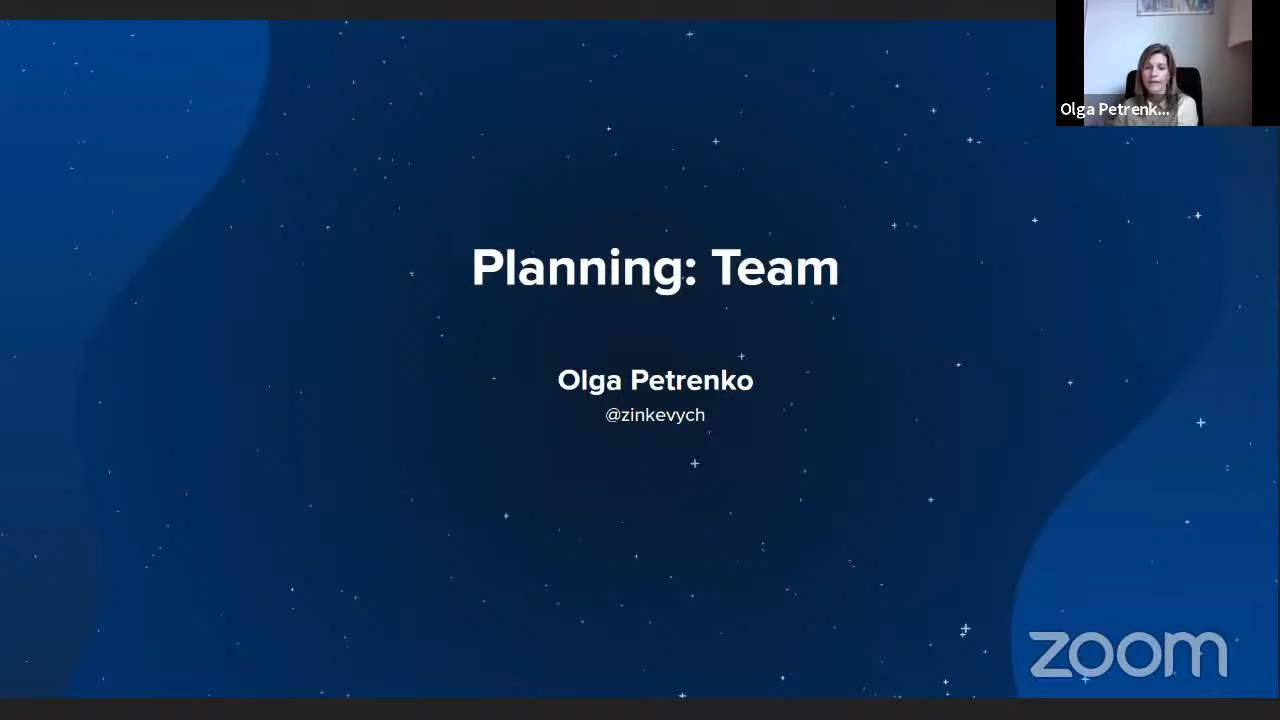 Olga Petrenk...
Planning: Team
Olga Petrenko
@zinkevych
zoom